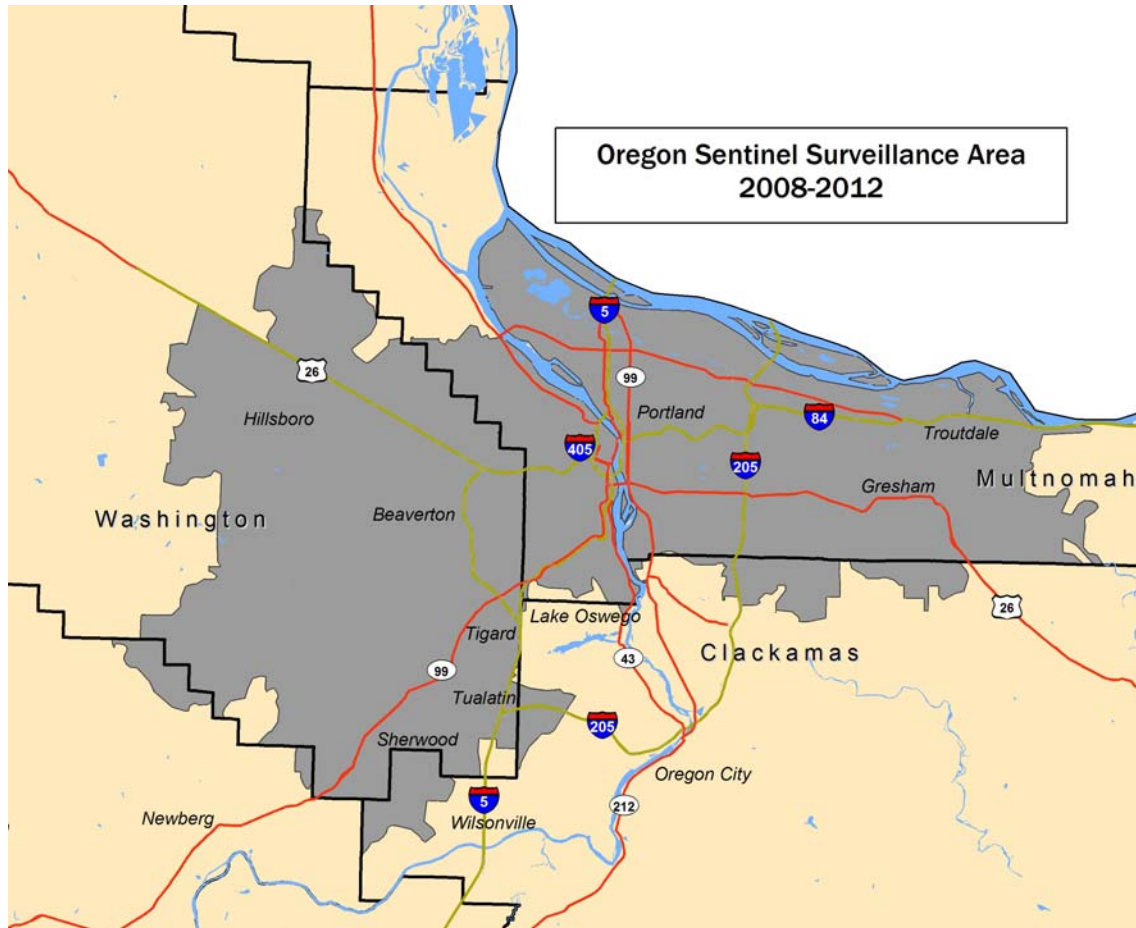 Oregon Sentinel Surveillance Area
2008-2012
5
26
99
Hillsboro
Portland
84
Troutdale
405
205
Multnomah
Gresham
Washington
Beaverton
26
Lake Oswego
Tigard
Clackamas
43
99
Tualatin
205
Sherwood
Oregon City
5
212
Newberg
Wilsonville